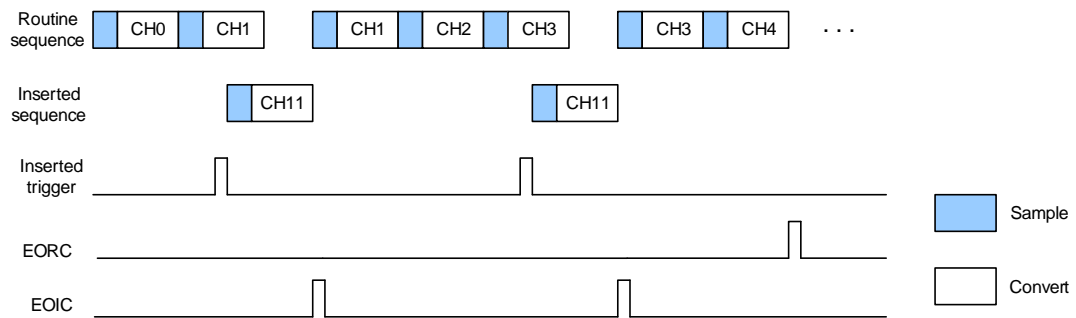 Routine
sequence
CH0
CH1
CH1
CH2
CH3
CH3
CH4
. . .
Inserted
sequence
CH11
CH11
Inserted
trigger
Sample
EORC
Convert
EOIC